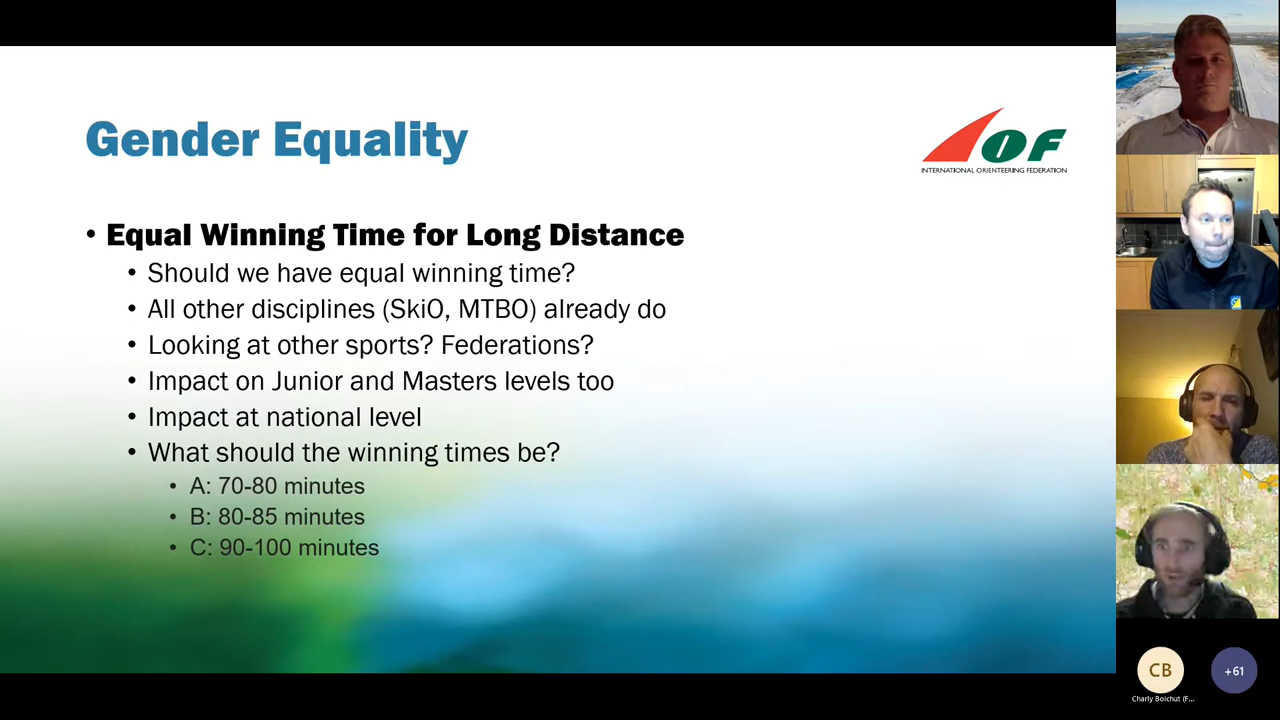 Gender Equality
IOF
INTERNATIONAL ORIENTEERING FEDERATION
• Equal Winning Time for Long Distance
• Should we have equal winning time?
• All other disciplines (SkiO, MTBO) already do
• Looking at other sports? Federations?
• Impact on Junior and Masters levels too
• Impact at national level
• What should the winning times be?
• A: 70-80 minutes
• B: 80-85 minutes
• C: 90-100 minutes
CB
+61
Charly Boichut (F...